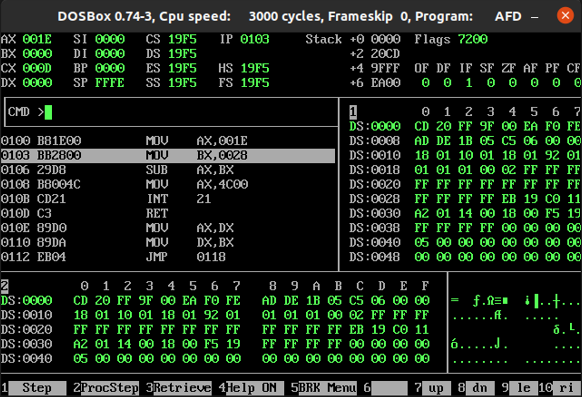 DOSBox 0.74-3, Cpu speed: 3000 cycles, Frameskip 0, Program: AFD
AX 001E SI 0000 CS 19F5 IP 0103 Stack +0 0000 Flags 7200
BX 0000 DI 0000 DS 19F5 +2 20CD
CX 000D BP 0000 ES 19F5 HS 19F5 +4 9FFF OF DF IF SF ZF AF PF CF
DX 0000 SP FFFE SS 19F5 FS 19F5 +6 EA00 0 0 1 0 0 0 0 0
CMD >
1 0 1 2 3 4 5 6 7
DS:0000 CD 20 FF 9F 00 EA F0 FE
DS:0008 AD DE 1B 05 C5 06 00 00
DS:0010 18 01 10 01 18 01 92 01
DS:0018 01 01 01 00 02 FF FF FF
DS:0020 FF FF FF FF FF FF FF FF
DS:0028 FF FF FF FF EB 19 C0 11
DS:0030 A2 01 14 00 18 00 F5 19
DS:0038 FF FF FF FF 00 00 00 00
DS:0040 05 00 00 00 00 00 00 00
DS:0048 00 00 00 00 00 00 00 00
0100 B81E00 MOV AX,001E
0103 BB2800 MOV BX,0028
0106 29D8 SUB AX,BX
0108 B8004C MOV AX,4C00
010B CD21 INT 21
010D C3 RET
010E 89D0 MOV AX,DX
0110 89DA MOV DX,BX
0112 EB04 JMP 0118
2 0 1 2 3 4 5 6 7 8 9 A B C D E F
DS:0000 CD 20 FF 9F 00 EA F0 FE AD DE 1B 05 C5 06 00 00
DS:0010 18 01 10 01 18 01 92 01 01 01 01 00 02 FF FF FF
DS:0020 FF FF FF FF FF FF FF FF FF FF FF FF EB 19 C0 11
DS:0030 A2 01 14 00 18 00 F5 19 FF FF FF FF 00 00 00 00
DS:0040 05 00 00 00 00 00 00 00 00 00 00 00 00 00 00 00
1 Step 2 ProcStep 3 Retrieve 4 Help ON 5 BRK Menu 6 7 up 8 dn 9 le 10 ri